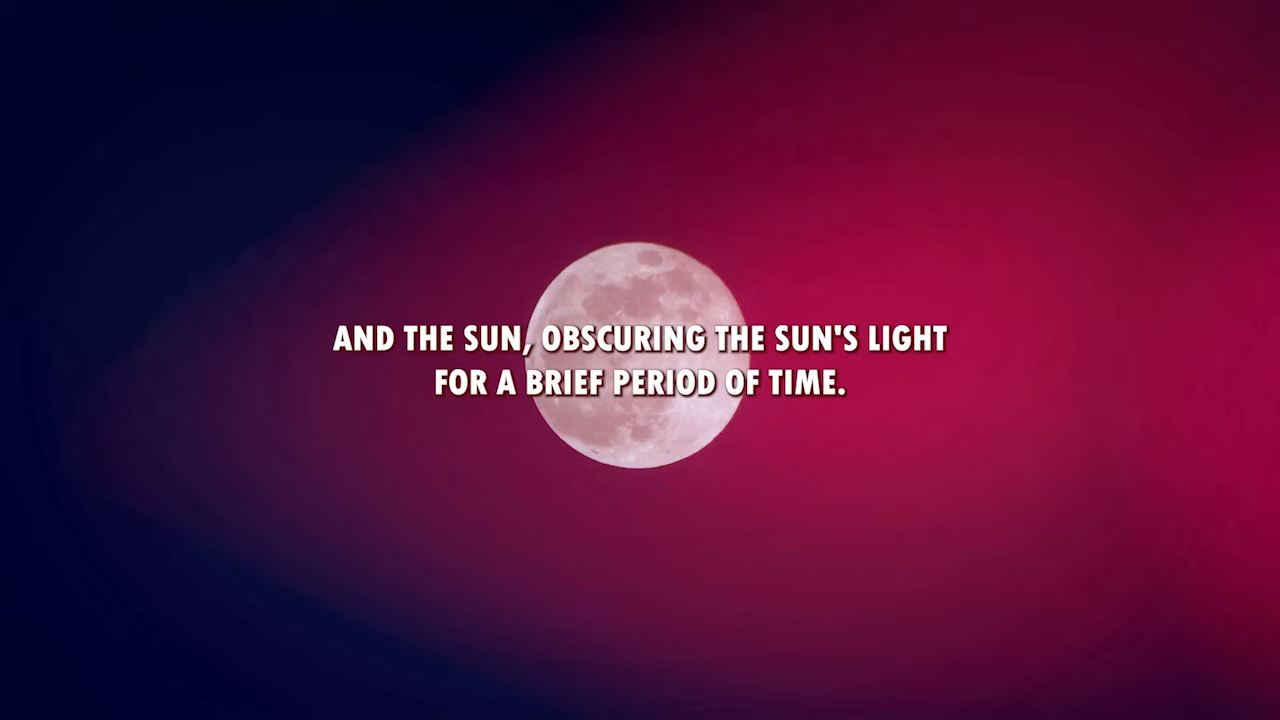 AND THE SUN, OBSCURING THE SUN'S LIGHT
FOR A BRIEF PERIOD OF TIME.